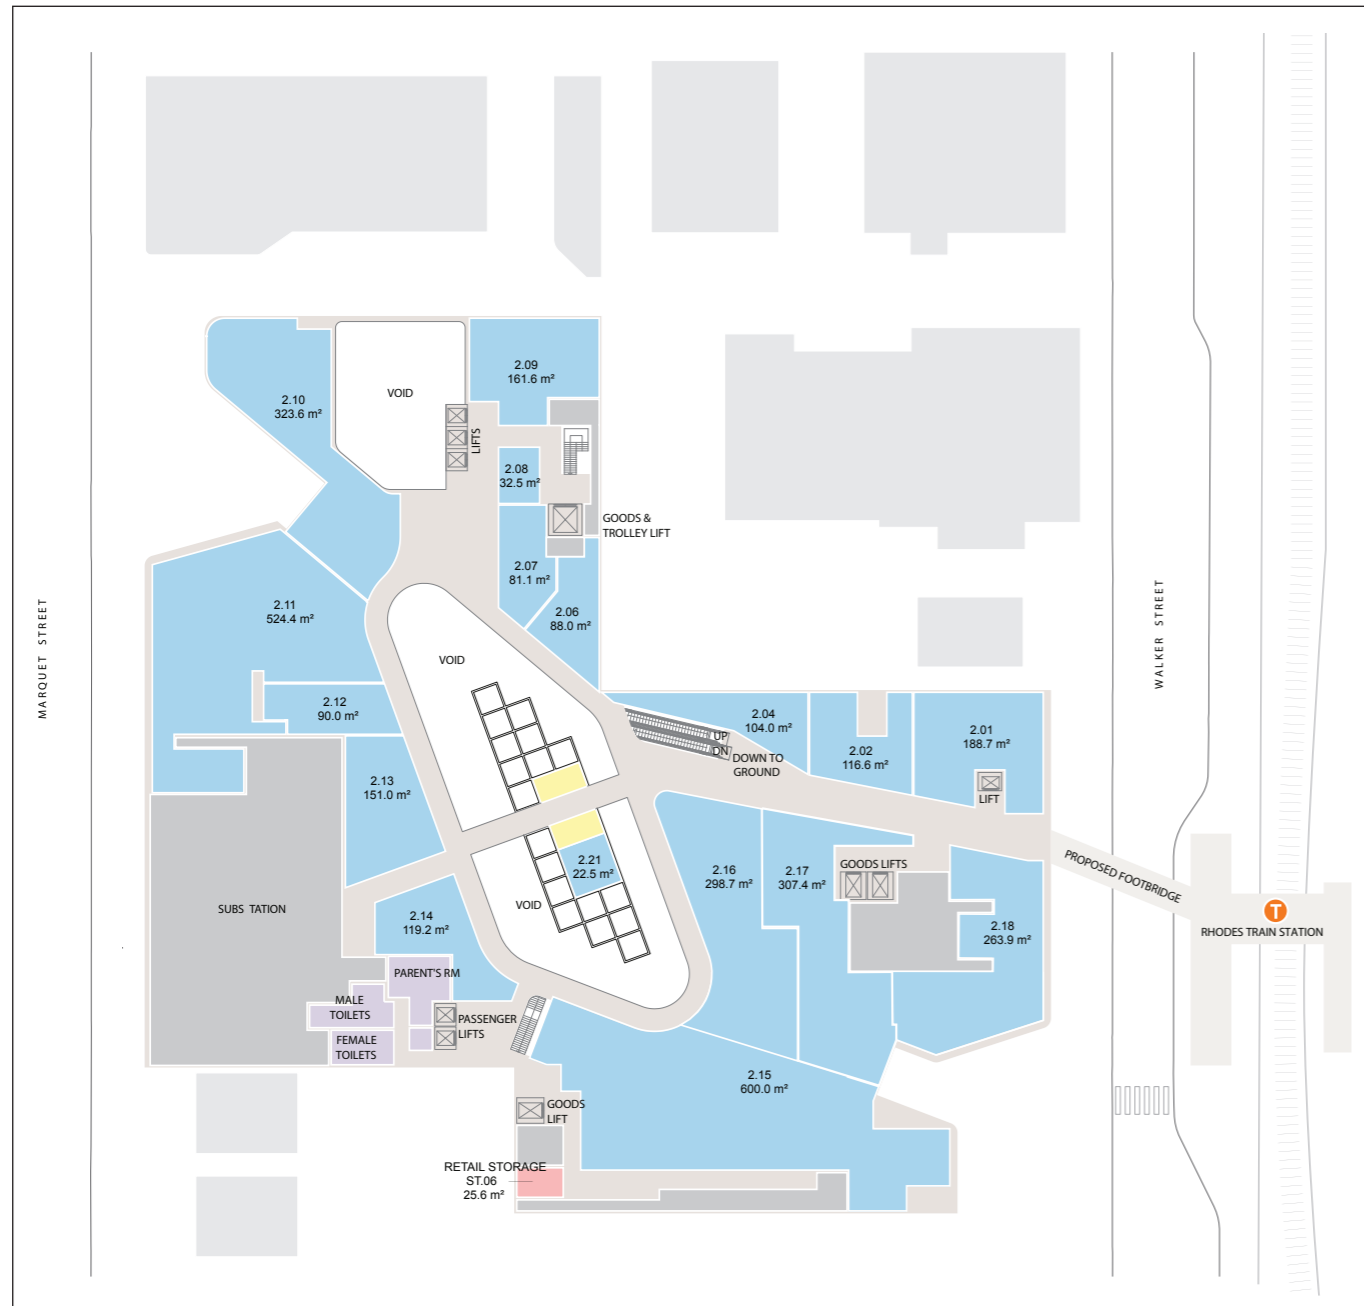 2.09
161.6 m²
VOID
2.10
323.6 m²
LIFTS
2.08
32.5 m²
GOODS &
TROLLEY LIFT
2.07
81.1 m²
2.06
88.0 m²
2.11
524.4 m²
MARQUET STREET
WALKER STREET
VOID
2.12
90.0 m²
2.04
104.0 m²
UP
DN
DOWN TO
GROUND
2.02
116.6 m²
2.01
188.7 m²
LIFT
2.13
151.0 m²
2.21
22.5 m²
VOID
2.16
298.7 m²
2.17
307.4 m²
GOODS LIFTS
PROPOSED FOOTBRIDGE
T
RHODES TRAIN STATION
2.18
263.9 m²
SUBS TATION
2.14
119.2 m²
PARENT'S RM
MALE
TOILETS
FEMALE
TOILETS
PASSENGER
LIFTS
2.15
600.0 m²
GOODS
LIFT
RETAIL STORAGE
ST.06
25.6 m²